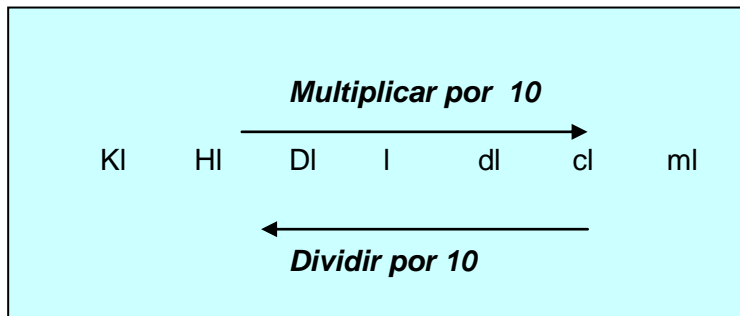 Multiplicar por 10
Kl Hl Dl l dl cl ml
Dividir por 10